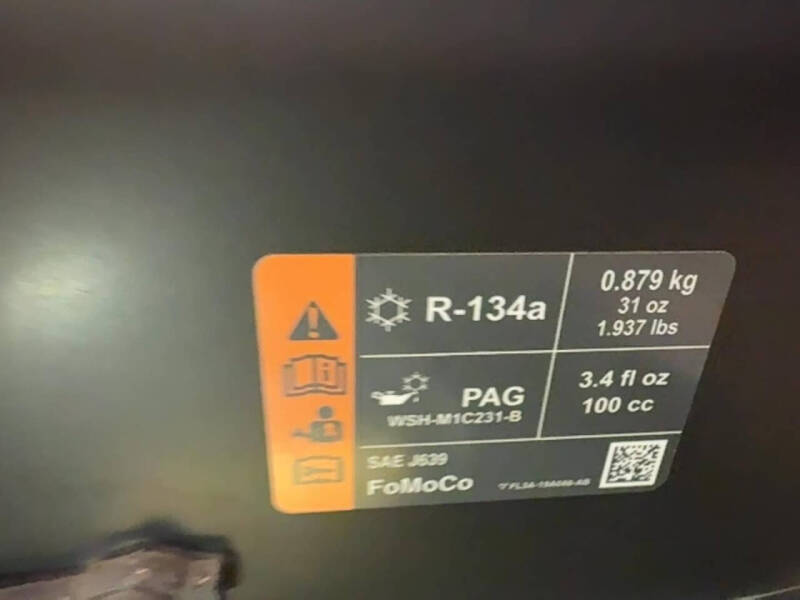 R-134a
0.879 kg
31 oz
1.937 lbs
PAG
WSH-M1C231-B
3.4 fl oz
100 cc
SAE J639
FoMoCo